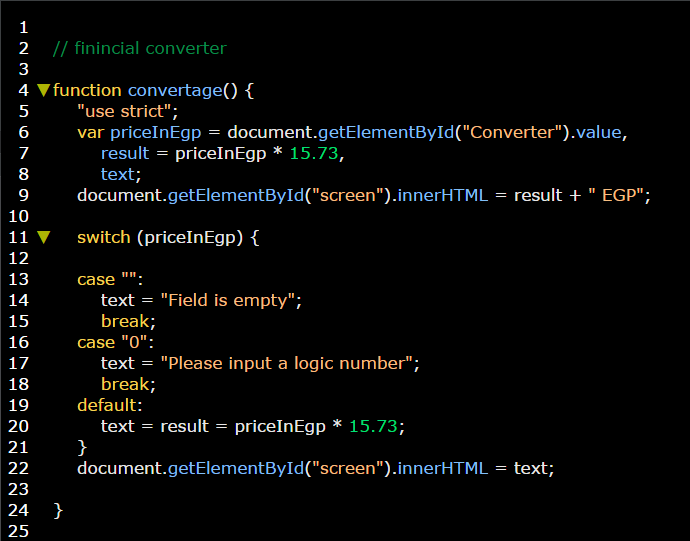 1
2 // finincial converter
3
4 ▼function convertage() {
5 "use strict";
6 var priceInEgp = document.getElementById("Converter").value,
7 result = priceInEgp * 15.73,
8 text;
9 document.getElementById("screen").innerHTML = result + " EGP";
10
11 ▼ switch (priceInEgp) {
12
13 case "":
14 text = "Field is empty";
15 break;
16 case "0":
17 text = "Please input a logic number";
18 break;
19 default:
20 text = result = priceInEgp * 15.73;
21 }
22 document.getElementById("screen").innerHTML = text;
23
24 }
25